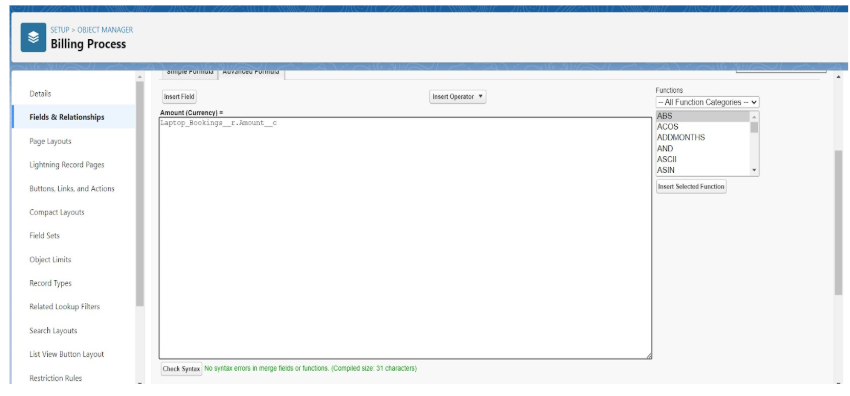 SETUP > OBJECT MANAGER
Billing Process
Details
Fields & Relationships
Page Layouts
Lightning Record Pages
Buttons, Links, and Actions
Compact Layouts
Field Sets
Object Limits
Record Types
Related Lookup Filters
Search Layouts
List View Button Layout
Restriction Rules
Simple Formula Advanced Formula
Insert Field
Insert Operator
Amount (Currency) =
Laptop_Bookings__r.Amount__c
Functions
-- All Function Categories --
ABS
ACOS
ADDMONTHS
AND
ASCII
ASIN
Insert Selected Function
Check Syntax No syntax errors in merge fields or functions. (Compiled size: 31 characters)